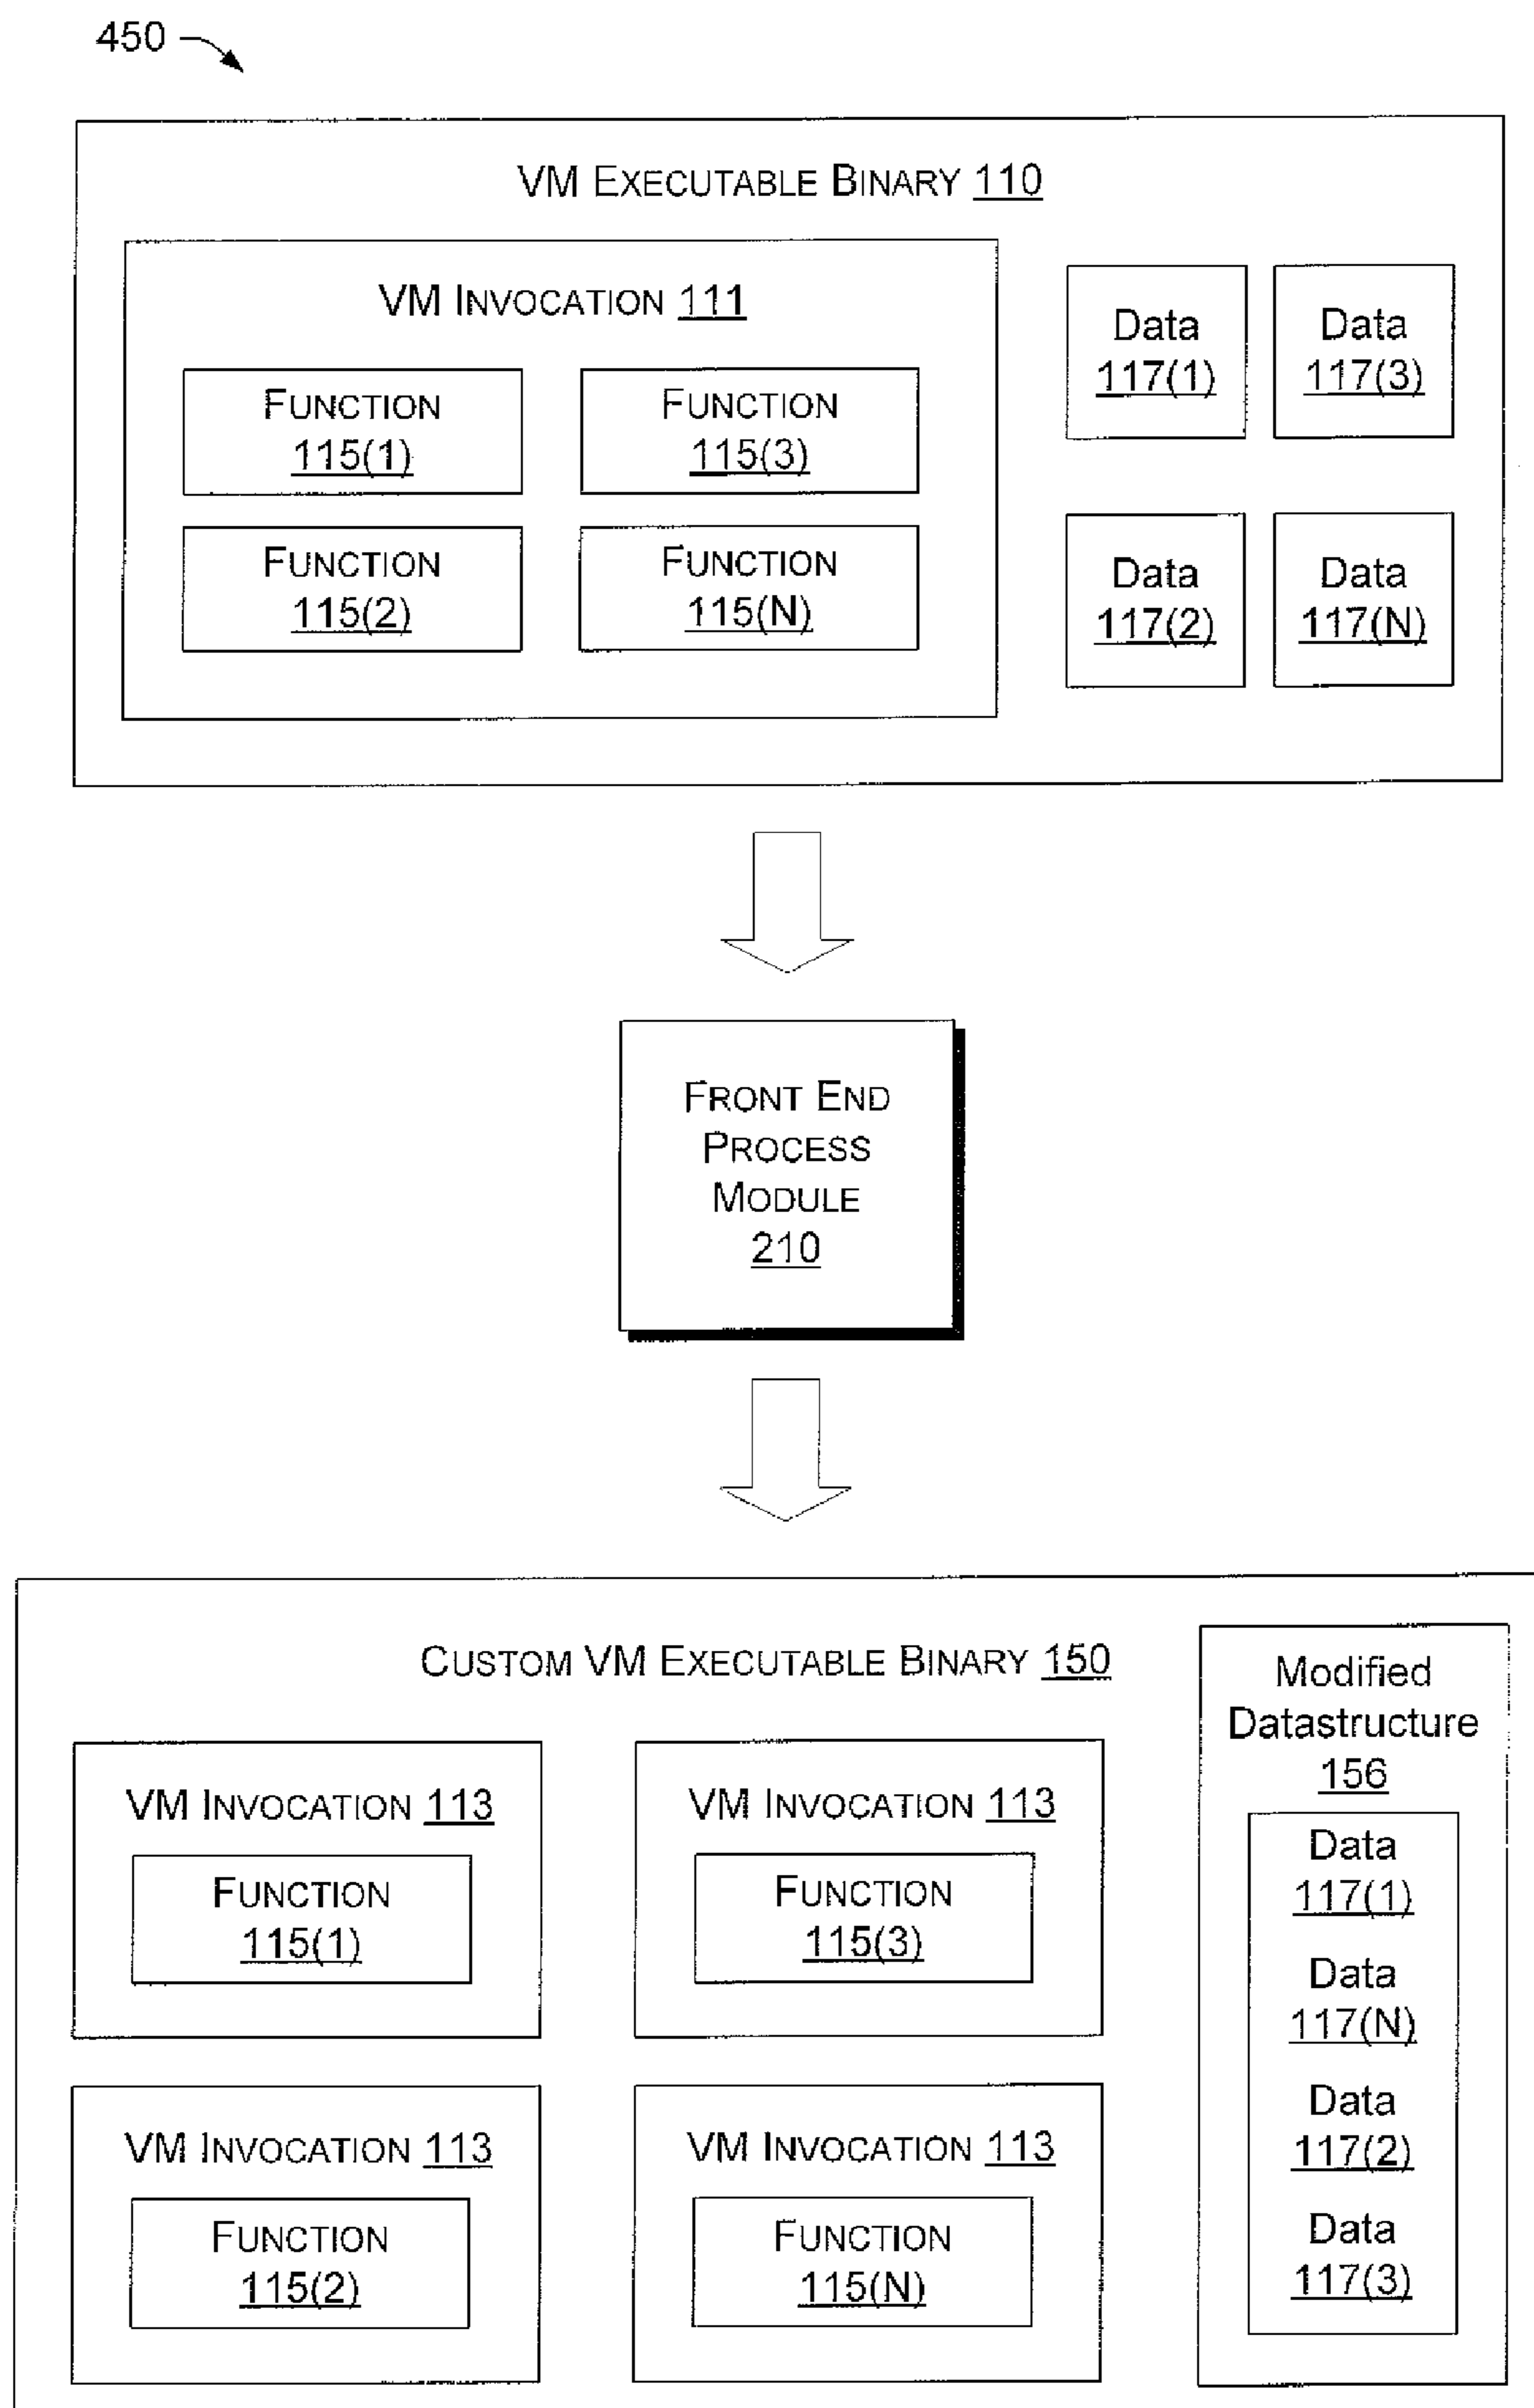 450
VM EXECUTABLE BINARY 110
VM INVOCATION 111
FUNCTION
115(1)
FUNCTION
115(3)
FUNCTION
115(2)
FUNCTION
115(N)
Data
117(1)
Data
117(3)
Data
117(2)
Data
117(N)
FRONT END
PROCESS
MODULE
210
CUSTOM VM EXECUTABLE BINARY 150
VM INVOCATION 113
FUNCTION
115(1)
VM INVOCATION 113
FUNCTION
115(3)
VM INVOCATION 113
FUNCTION
115(2)
VM INVOCATION 113
FUNCTION
115(N)
Modified
Datastructure
156
Data
117(1)
Data
117(N)
Data
117(2)
Data
117(3)